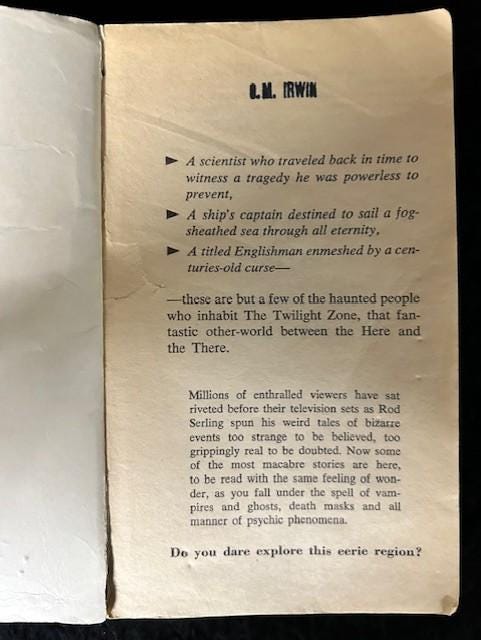 O.M. IRWIN
► A scientist who traveled back in time to
witness a tragedy he was powerless to
prevent,
► A ship's captain destined to sail a fog-
sheathed sea through all eternity,
► A titled Englishman enmeshed by a cen-
turies-old curse—
—these are but a few of the haunted people
who inhabit The Twilight Zone, that fan-
tastic other-world between the Here and
the There.
Millions of enthralled viewers have sat
riveted before their television sets as Rod
Serling spun his weird tales of bizarre
events too strange to be believed, too
grippingly real to be doubted. Now some
of the most macabre stories are here,
to be read with the same feeling of won-
der, as you fall under the spell of vam-
pires and ghosts, death masks and all
manner of psychic phenomena.
Do you dare explore this eerie region?